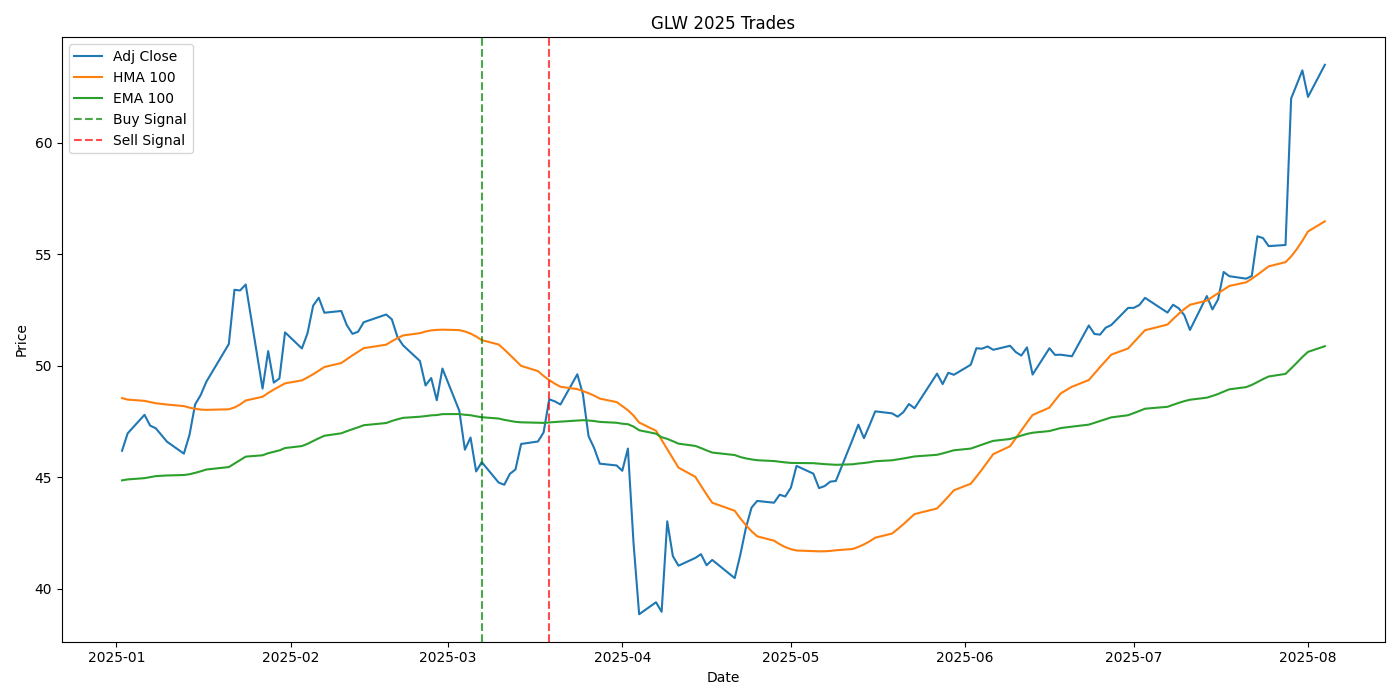 GLW 2025 Trades
Adj Close
HMA 100
EMA 100
Buy Signal
Sell Signal
Price
60
55
50
45
40
2025-01 2025-02 2025-03 2025-04 2025-05 2025-06 2025-07 2025-08
Date